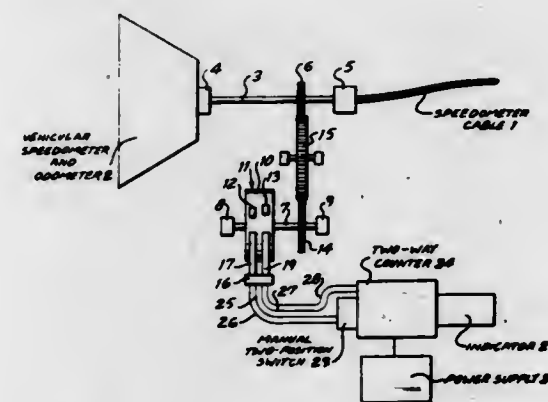 6
4
3
5
15
SPEEDOMETER
CABLE 1
VEHICULAR
SPEEDOMETER
AND
ODOMETER 2
11
10
13
12
8
7
9
14
17
19
16
25
26
27
28
TWO-WAY
COUNTER 24
MANUAL
TWO-POSITION
SWITCH 29
INDICATOR
POWER SUPPLY